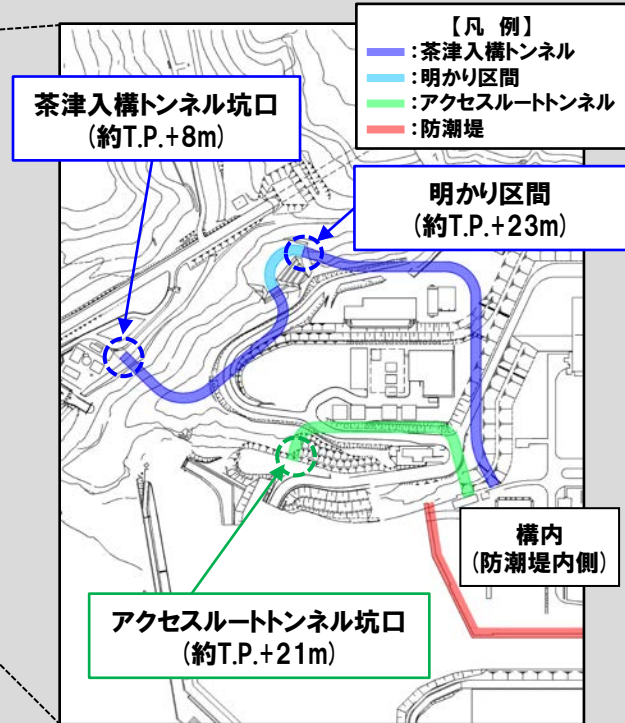 【凡 例】
:茶津入構トンネル
:明かり区間
:アクセスルートトンネル
:防潮堤
茶津入構トンネル坑口
(約T.P.+8m)
明かり区間
(約T.P.+23m)
構内
(防潮堤内側)
アクセスルートトンネル坑口
(約T.P.+21m)